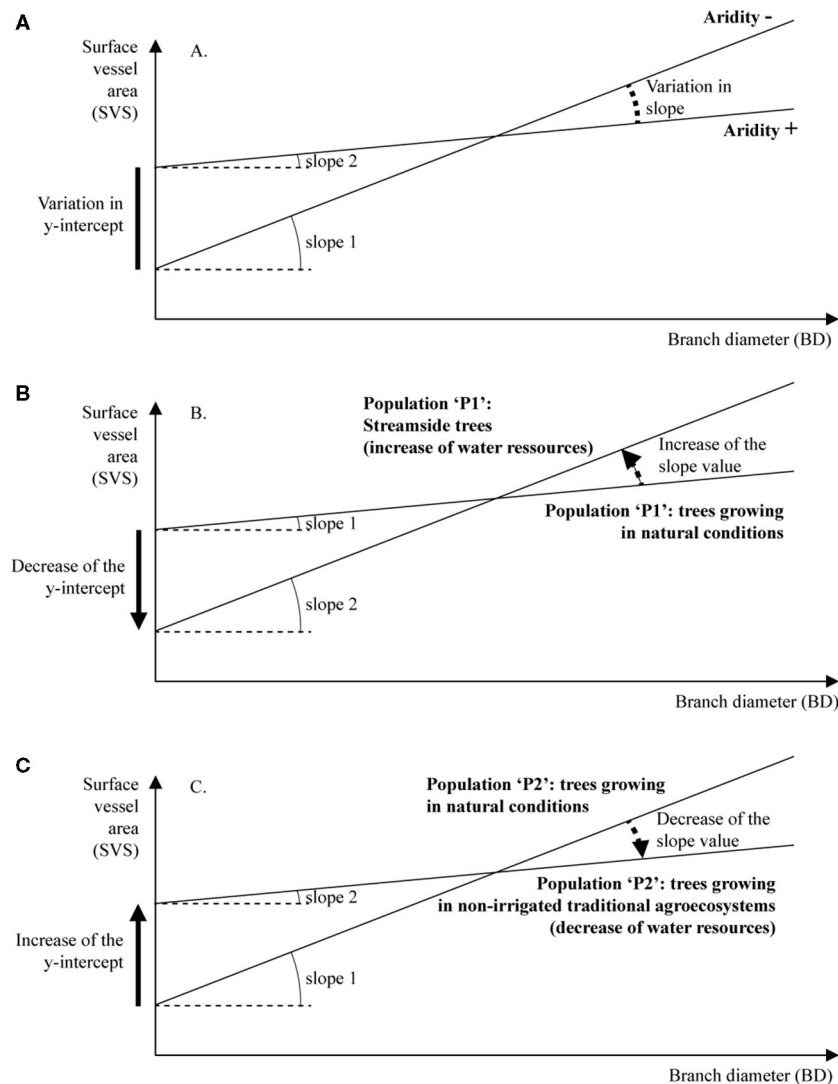 A
A.
Surface
vessel
area
(SVS)
Aridity -
Variation in
slope
Aridity +
slope 2
Variation in
y-intercept
slope 1
Branch diameter (BD)
B
B.
Surface
vessel
area
(SVS)
Population ‘P1’:
Streamside trees
(increase of water ressources)
Increase of the
slope value
slope 1
Population ‘P1’: trees growing
in natural conditions
Decrease of the
y-intercept
slope 2
Branch diameter (BD)
C
C.
Surface
vessel
area
(SVS)
Population ‘P2’: trees growing
in natural conditions
Decrease of the
slope value
slope 2
Population ‘P2’: trees growing
in non-irrigated traditional agroecosystems
(decrease of water resources)
Increase of the
y-intercept
slope 1
Branch diameter (BD)